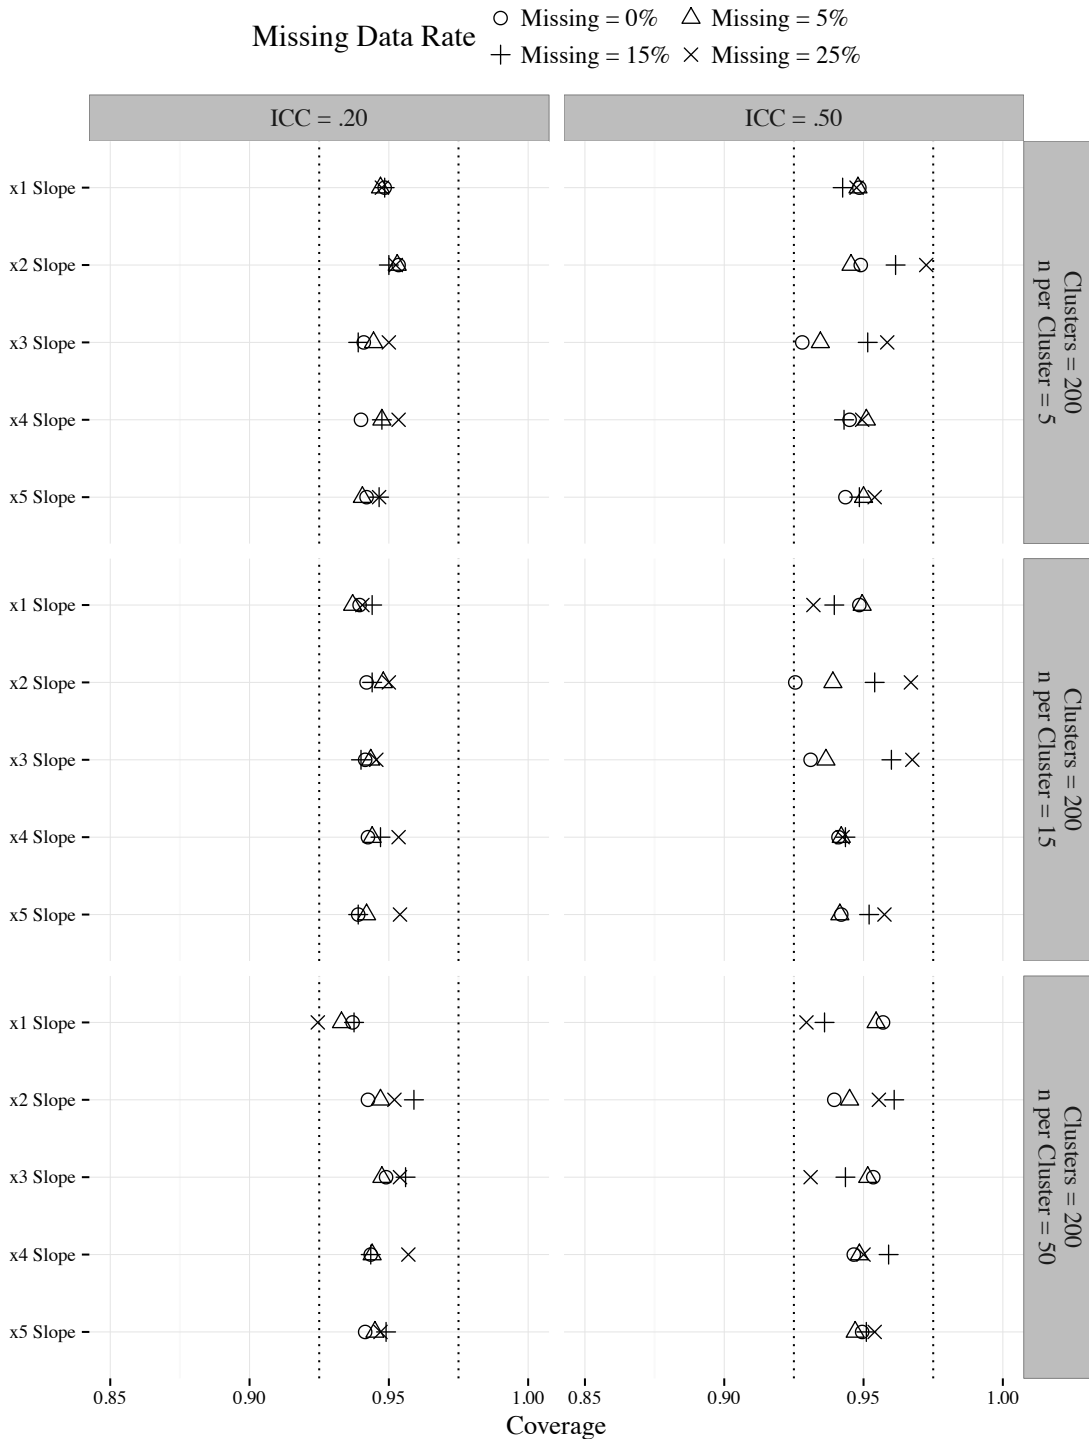 Missing Data Rate
Missing = 0%
Missing = 5%
Missing = 15%
Missing = 25%
ICC = .20
ICC = .50
x1 Slope
x2 Slope
x3 Slope
x4 Slope
x5 Slope
Clusters = 200
n per Cluster = 5
x1 Slope
x2 Slope
x3 Slope
x4 Slope
x5 Slope
Clusters = 200
n per Cluster = 15
x1 Slope
x2 Slope
x3 Slope
x4 Slope
x5 Slope
Clusters = 200
n per Cluster = 50
0.85 0.90 0.95 1.00 0.85 0.90 0.95 1.00
Coverage